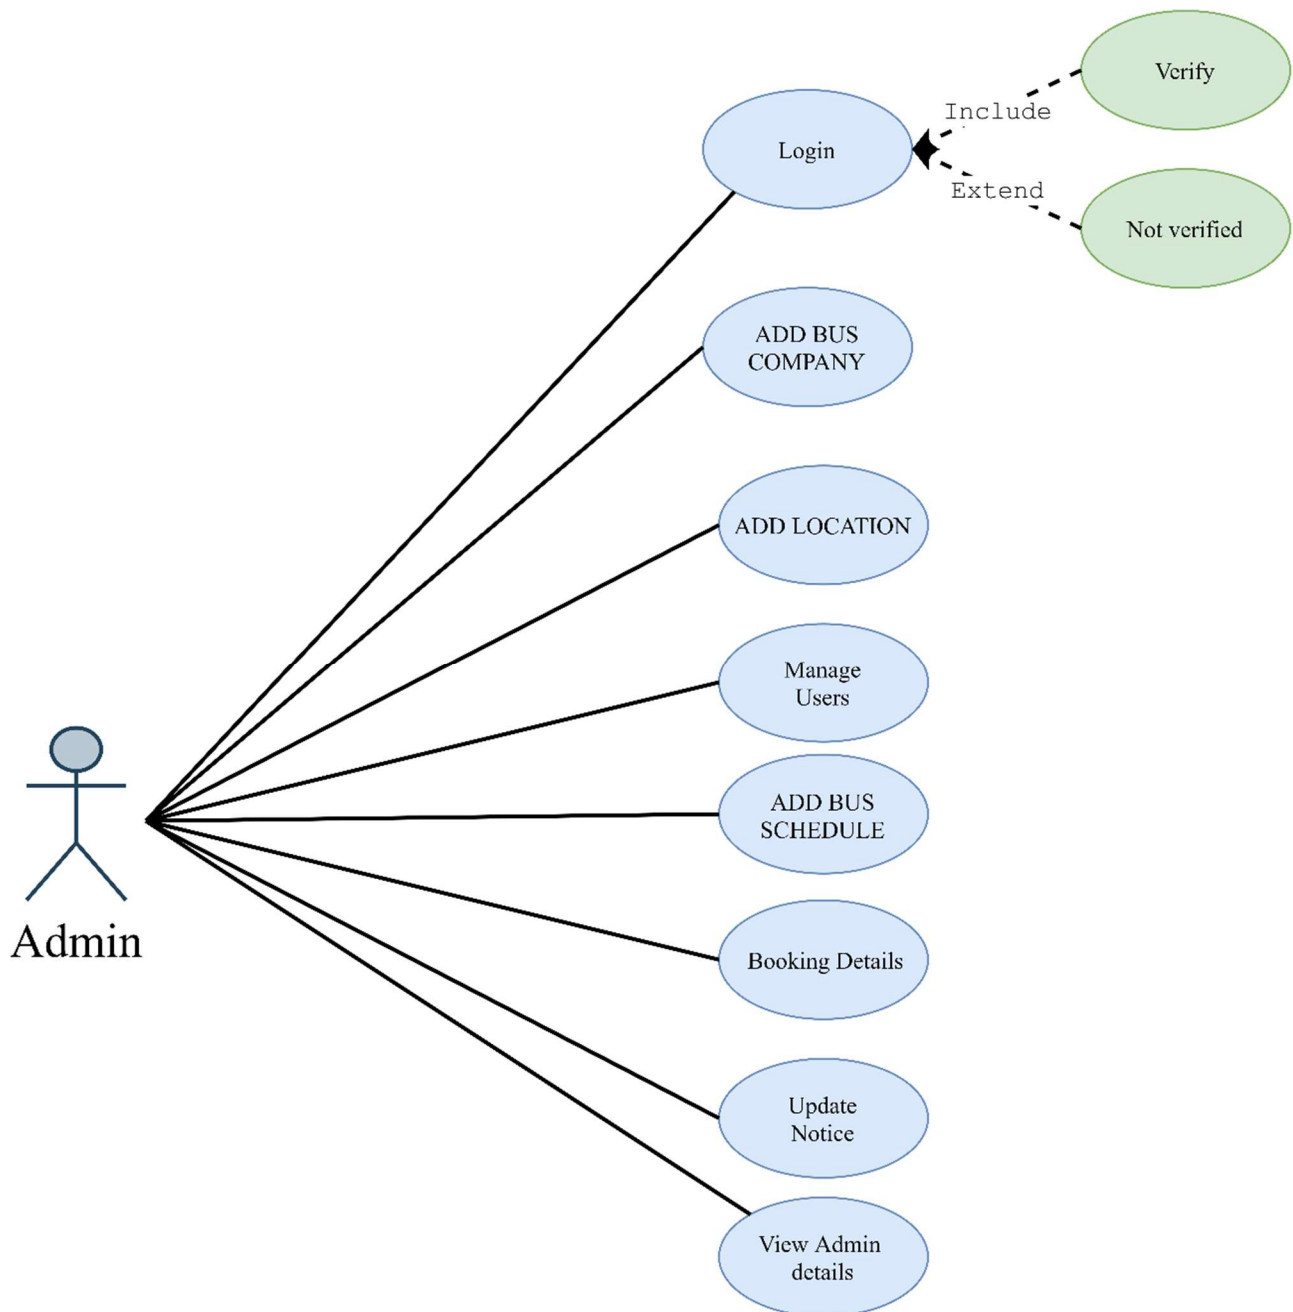 Verify
Include
Login
Extend
Not verified
ADD BUS
COMPANY
ADD LOCATION
Manage
Users
ADD BUS
SCHEDULE
Admin
Booking Details
Update
Notice
View Admin
details